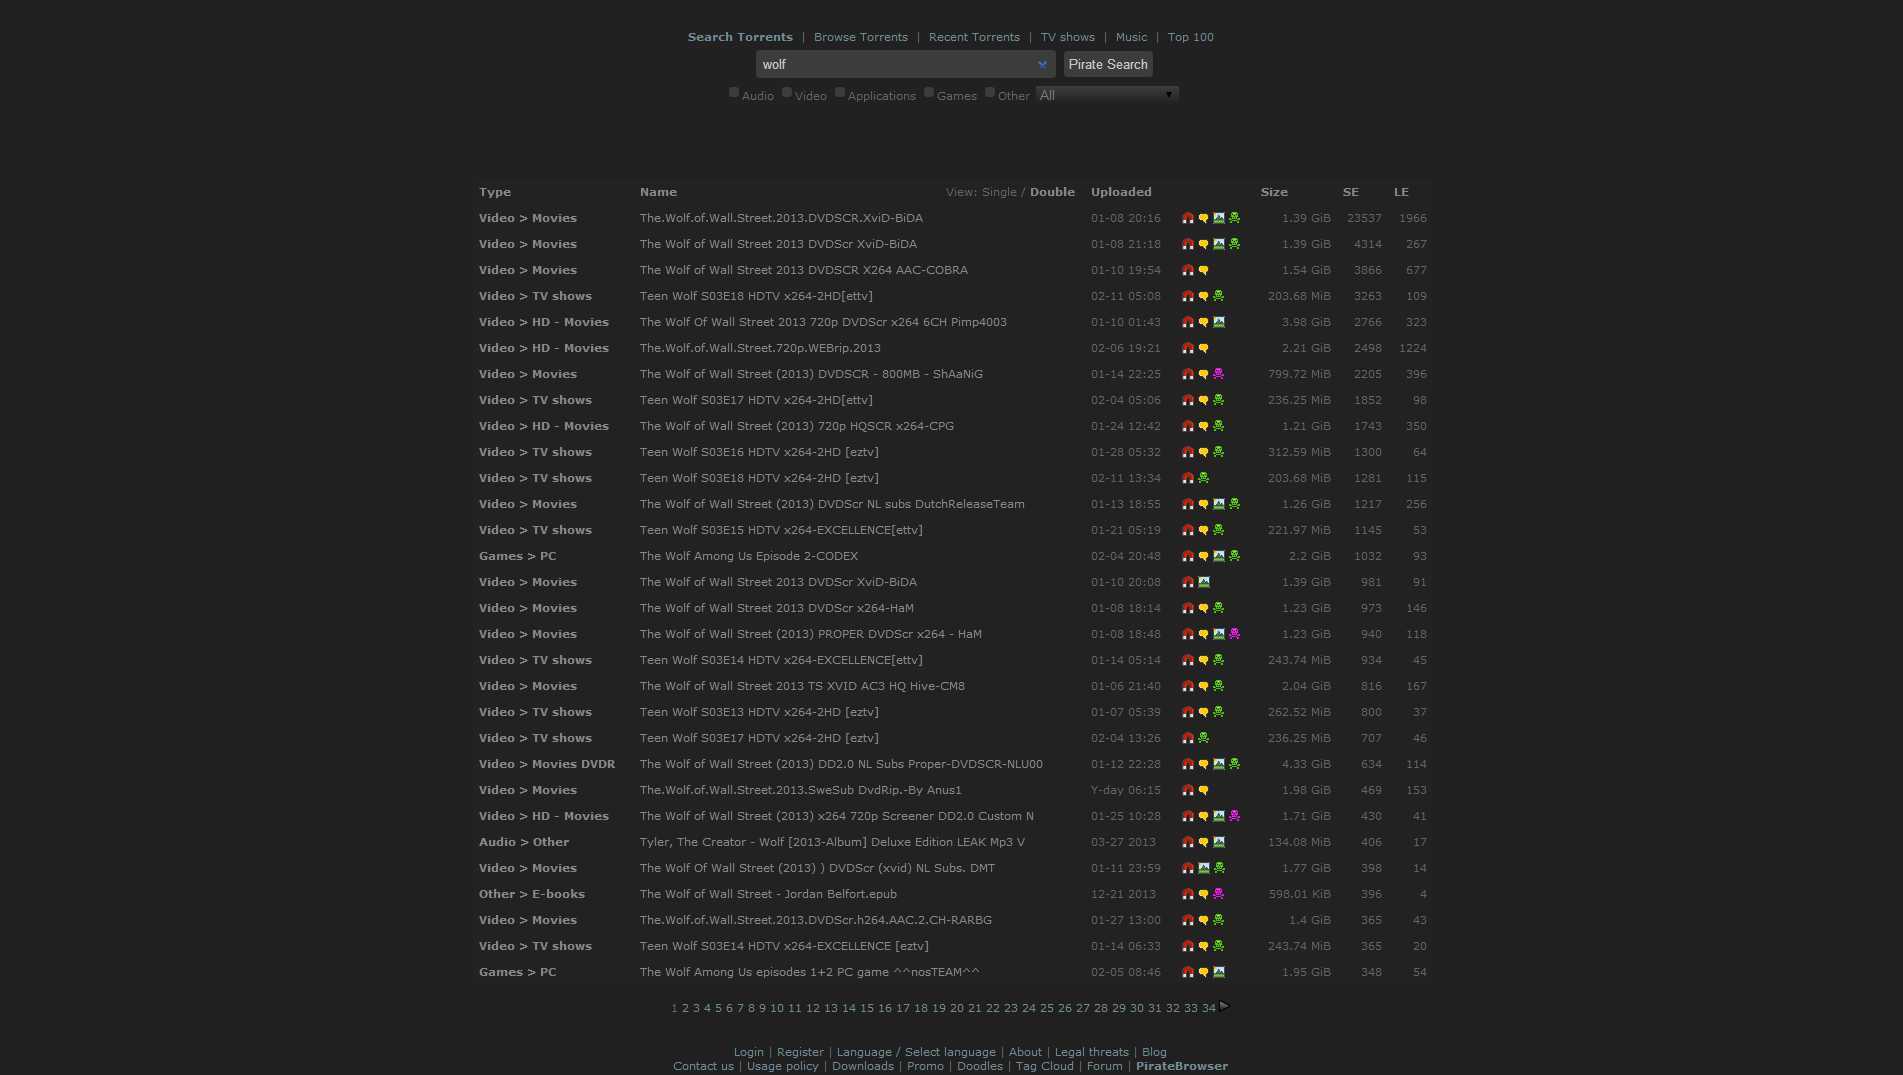 Search Torrents | Browse Torrents | Recent Torrents | TV shows | Music | Top 100
wolf Pirate Search
Audio Video Applications Games Other All
Type Name View: Single / Double Uploaded Size SE LE
Video > Movies The.Wolf.of.Wall.Street.2013.DVDSCR.XviD-BiDA 01-08 20:16 1.39 GiB 23537 1966
Video > Movies The Wolf of Wall Street 2013 DVDScr XviD-BiDA 01-08 21:18 1.39 GiB 4314 267
Video > Movies The Wolf of Wall Street 2013 DVDSCR X264 AAC-COBRA 01-10 19:54 1.54 GiB 3866 677
Video > TV shows Teen Wolf S03E18 HDTV x264-2HD[ettv] 02-11 05:08 203.68 MiB 3263 109
Video > HD - Movies The Wolf Of Wall Street 2013 720p DVDScr x264 6CH Pimp4003 01-10 01:43 3.98 GiB 2766 323
Video > HD - Movies The.Wolf.of.Wall.Street.720p.WEBrip.2013 02-06 19:21 2.21 GiB 2498 1224
Video > Movies The Wolf of Wall Street (2013) DVDSCR - 800MB - ShAaNiG 01-14 22:25 799.72 MiB 2205 396
Video > TV shows Teen Wolf S03E17 HDTV x264-2HD[ettv] 02-04 05:06 236.25 MiB 1852 98
Video > HD - Movies The Wolf of Wall Street (2013) 720p HQSCR x264-CPG 01-24 12:42 1.21 GiB 1743 350
Video > TV shows Teen Wolf S03E16 HDTV x264-2HD [eztv] 01-28 05:32 312.59 MiB 1300 64
Video > TV shows Teen Wolf S03E18 HDTV x264-2HD [eztv] 02-11 13:34 203.68 MiB 1281 115
Video > Movies The Wolf of Wall Street (2013) DVDScr NL subs DutchReleaseTeam 01-13 18:55 1.26 GiB 1217 256
Video > TV shows Teen Wolf S03E15 HDTV x264-EXCELLENCE[ettv] 01-21 05:19 221.97 MiB 1145 53
Games > PC The Wolf Among Us Episode 2-CODEX 02-04 20:48 2.2 GiB 1032 93
Video > Movies The Wolf of Wall Street 2013 DVDScr XviD-BiDA 01-10 20:08 1.39 GiB 981 91
Video > Movies The Wolf of Wall Street 2013 DVDScr x264-HaM 01-08 18:14 1.23 GiB 973 146
Video > Movies The Wolf of Wall Street (2013) PROPER DVDScr x264 - HaM 01-08 18:48 1.23 GiB 940 118
Video > TV shows Teen Wolf S03E14 HDTV x264-EXCELLENCE[ettv] 01-14 05:14 243.74 MiB 934 45
Video > Movies The Wolf of Wall Street 2013 TS XVID AC3 HQ Hive-CM8 01-06 21:40 2.04 GiB 816 167
Video > TV shows Teen Wolf S03E13 HDTV x264-2HD [eztv] 01-07 05:39 262.52 MiB 800 37
Video > TV shows Teen Wolf S03E17 HDTV x264-2HD [eztv] 02-04 13:26 236.25 MiB 707 46
Video > Movies DVDR The Wolf of Wall Street (2013) DD2.0 NL Subs Proper-DVDSCR-NLU00 01-12 22:28 4.33 GiB 634 114
Video > Movies The.Wolf.of.Wall.Street.2013.SweSub DvdRip.-By Anus1 Y-day 06:15 1.98 GiB 469 153
Video > HD - Movies The Wolf of Wall Street (2013) x264 720p Screener DD2.0 Custom N 01-25 10:28 1.71 GiB 430 41
Audio > Other Tyler, The Creator - Wolf [2013-Album] Deluxe Edition LEAK Mp3 V 03-27 2013 134.08 MiB 406 17
Video > Movies The Wolf Of Wall Street (2013) ) DVDScr (xvid) NL Subs. DMT 01-11 23:59 1.77 GiB 398 14
Other > E-books The Wolf of Wall Street - Jordan Belfort.epub 12-21 2013 598.01 KiB 396 4
Video > Movies The.Wolf.of.Wall.Street.2013.DVDScr.h264.AAC.2.CH-RARBG 01-27 13:00 1.4 GiB 365 43
Video > TV shows Teen Wolf S03E14 HDTV x264-EXCELLENCE [eztv] 01-14 06:33 243.74 MiB 365 20
Games > PC The Wolf Among Us episodes 1+2 PC game ^^nosTEAM^^ 02-05 08:46 1.95 GiB 348 54
1 2 3 4 5 6 7 8 9 10 11 12 13 14 15 16 17 18 19 20 21 22 23 24 25 26 27 28 29 30 31 32 33 34
Login | Register | Language / Select language | About | Legal threats | Blog
Contact us | Usage policy | Downloads | Promo | Doodles | Tag Cloud | Forum | PirateBrowser